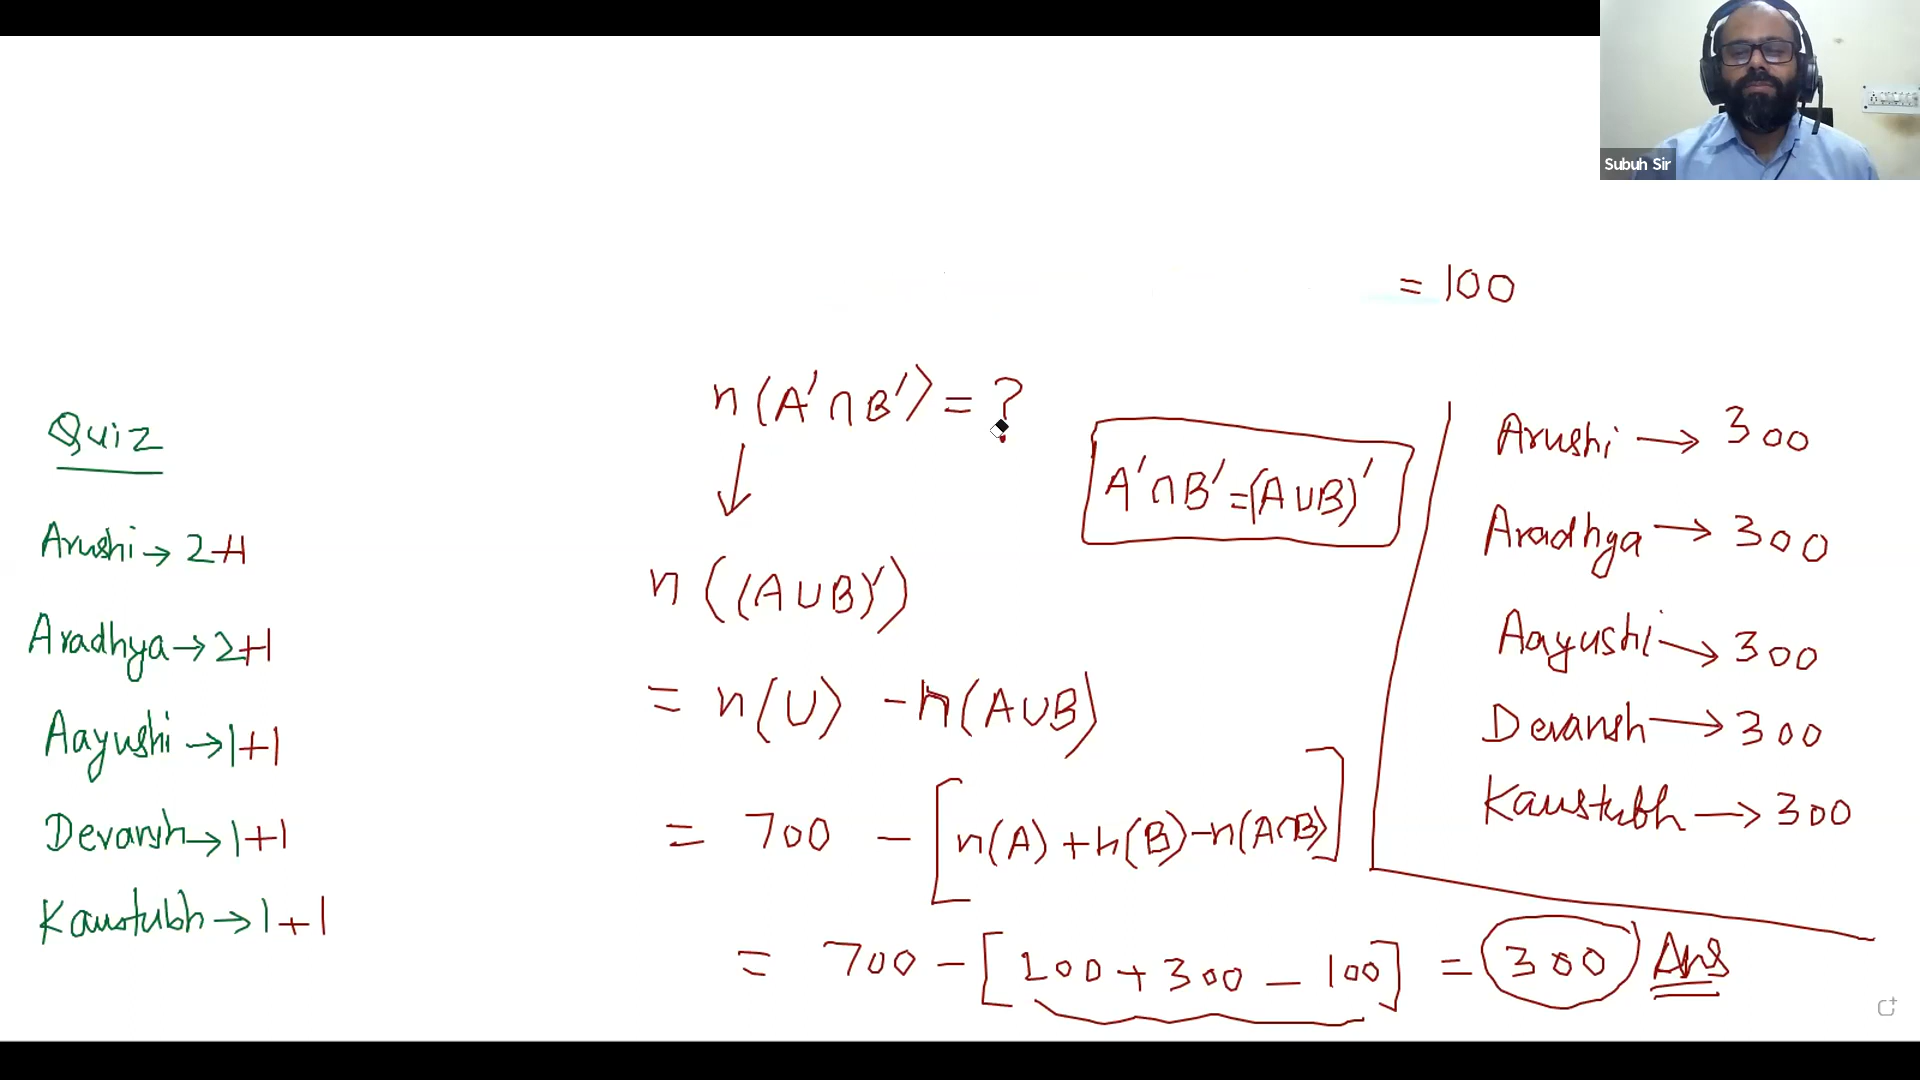 Subuh Sir
= 100
n(A'∩B') = ?
A'∩B' = (A∪B)'
n((A∪B)')
= n(U) - n(A∪B)
= 700 - [n(A) + n(B) - n(A∩B)]
= 700 - [200 + 300 - 100] = 300 Ans
Quiz
Arushi → 2+1
Aradhya → 2+1
Aayushi → 1+1
Devansh → 1+1
Kaustubh → 1+1
Arushi → 300
Aradhya → 300
Aayushi → 300
Devansh → 300
Kaustubh → 300